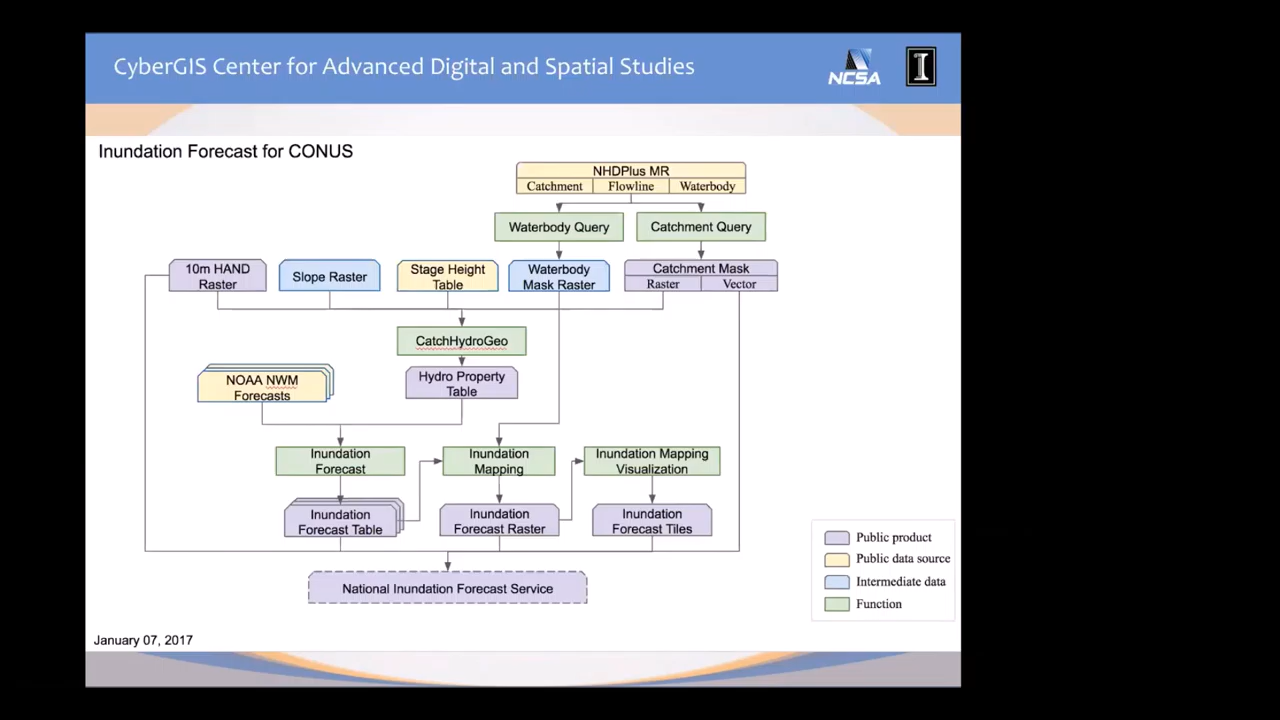 CyberGIS Center for Advanced Digital and Spatial Studies
NCSA
I
Inundation Forecast for CONUS
NHDPlus MR
Catchment
Flowline
Waterbody
Waterbody Query
Catchment Query
10m HAND
Raster
Slope Raster
Stage Height
Table
Waterbody
Mask Raster
Catchment Mask
Raster
Vector
CatchHydroGeo
NOAA NWM
Forecasts
Hydro Property
Table
Inundation
Forecast
Inundation
Mapping
Inundation Mapping
Visualization
Inundation
Forecast Table
Inundation
Forecast Raster
Inundation
Forecast Tiles
National Inundation Forecast Service
Public product
Public data source
Intermediate data
Function
January 07, 2017